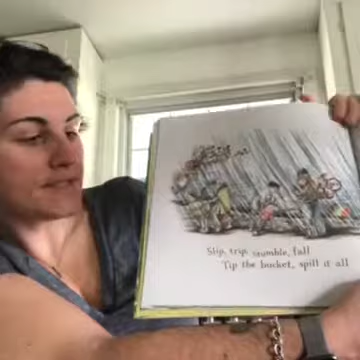 Slip, trip, stumble, fall
Tip the bucket, spill it all